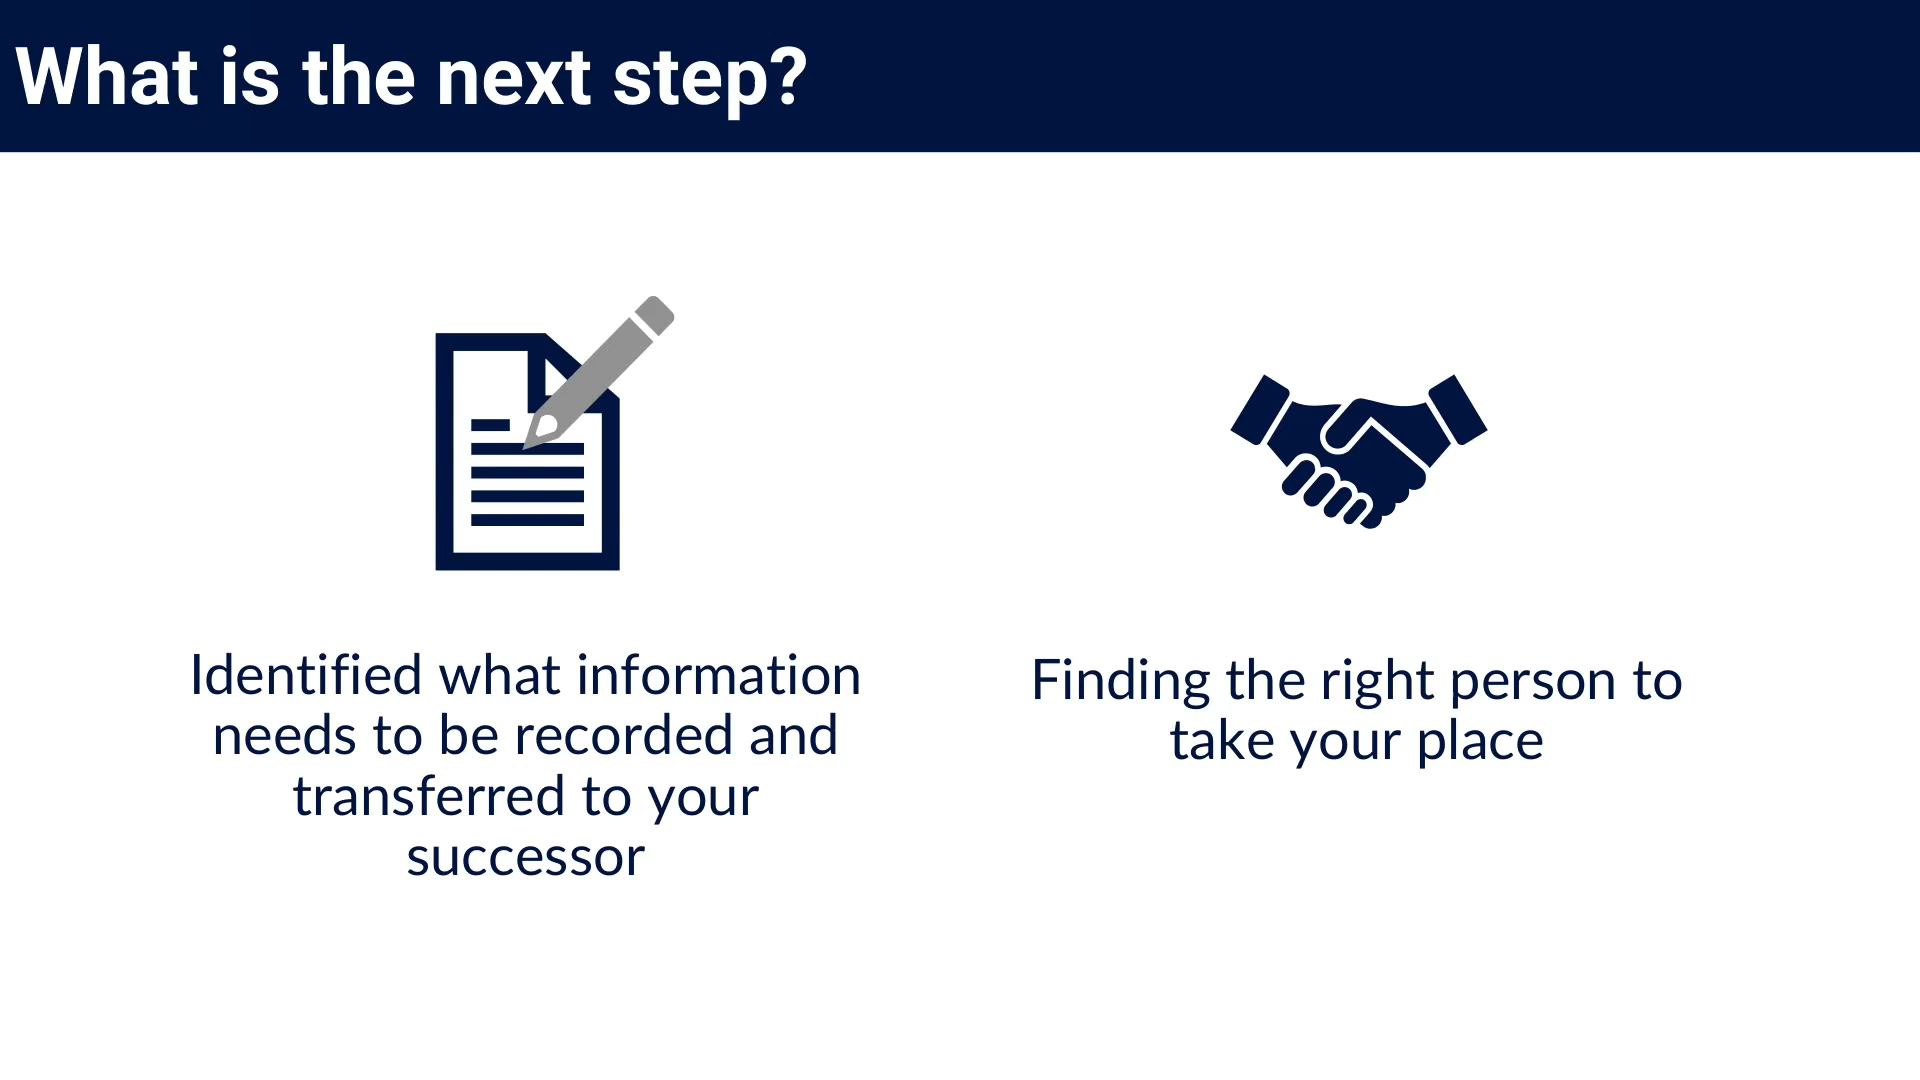 What is the next step?
Identified what information
needs to be recorded and
transferred to your
successor
Finding the right person to
take your place